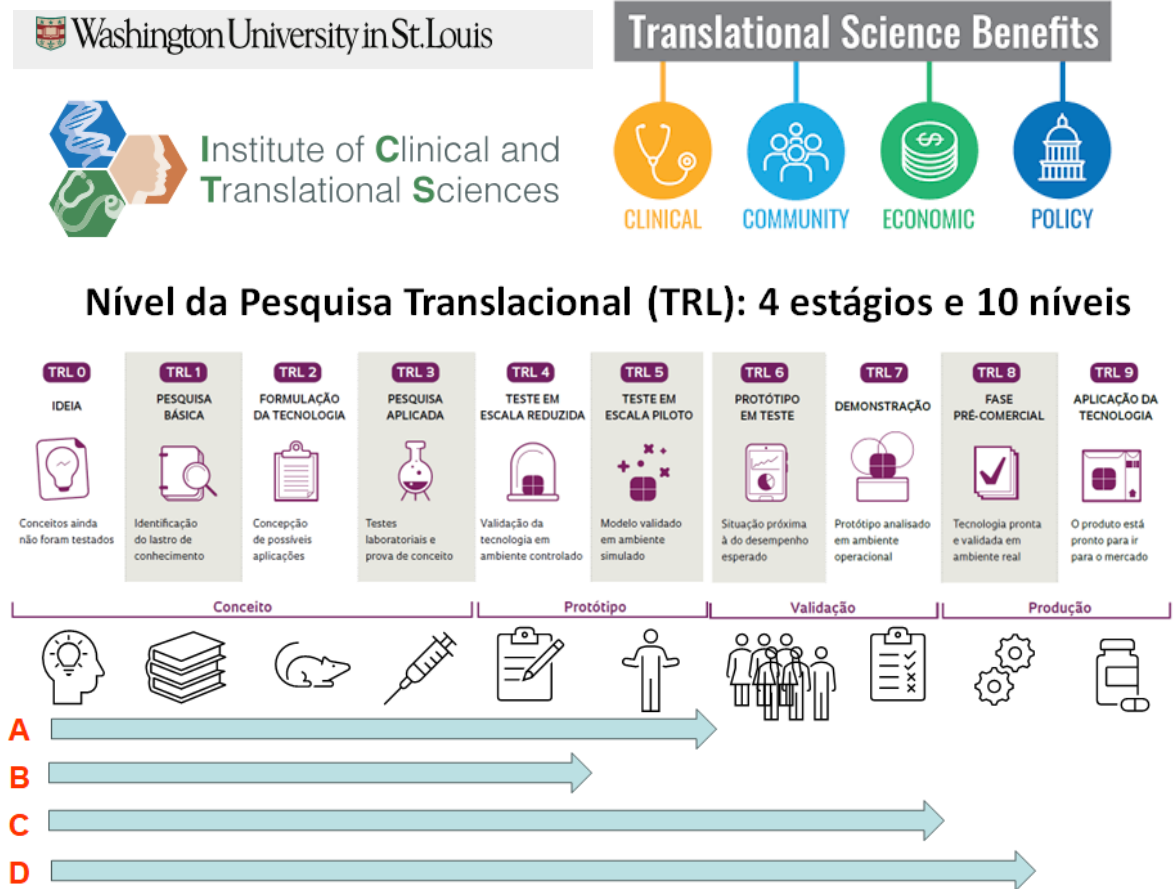 Washington University in St. Louis
Translational Science Benefits
Institute of Clinical and
Translational Sciences
CLINICAL
COMMUNITY
ECONOMIC
POLICY
Nível da Pesquisa Translacional (TRL): 4 estágios e 10 níveis
TRL 0
IDEIA
Conceitos ainda
não foram testados
TRL 1
PESQUISA
BÁSICA
Identificação
do lastro de
conhecimento
TRL 2
FORMULAÇÃO
DA TECNOLOGIA
Concepção
de possíveis
aplicações
TRL 3
PESQUISA
APLICADA
Testes
laboratoriais e
prova de conceito
TRL 4
TESTE EM
ESCALA REDUZIDA
Validação da
tecnologia em
ambiente controlado
TRL 5
TESTE EM
ESCALA PILOTO
Modelo validado
em ambiente
simulado
TRL 6
PROTÓTIPO
EM TESTE
Situação próxima
à do desempenho
esperado
TRL 7
DEMONSTRAÇÃO
Protótipo analisado
em ambiente
operacional
TRL 8
FASE
PRÉ-COMERCIAL
Tecnologia pronta
e validada em
ambiente real
TRL 9
APLICAÇÃO DA
TECNOLOGIA
O produto está
pronto para ir
para o mercado
Conceito
Protótipo
Validação
Produção
A
B
C
D